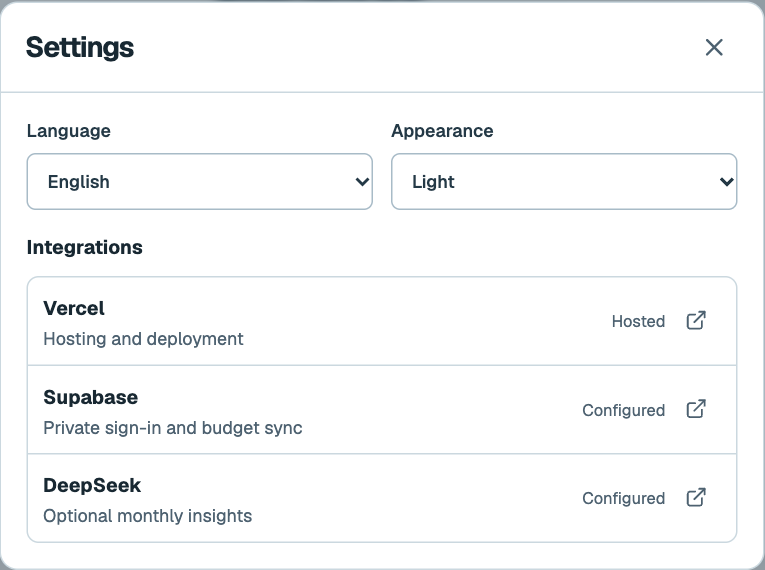 Settings
Language
Appearance
English
Light
Integrations
Vercel
Hosting and deployment
Hosted
Supabase
Private sign-in and budget sync
Configured
DeepSeek
Optional monthly insights
Configured